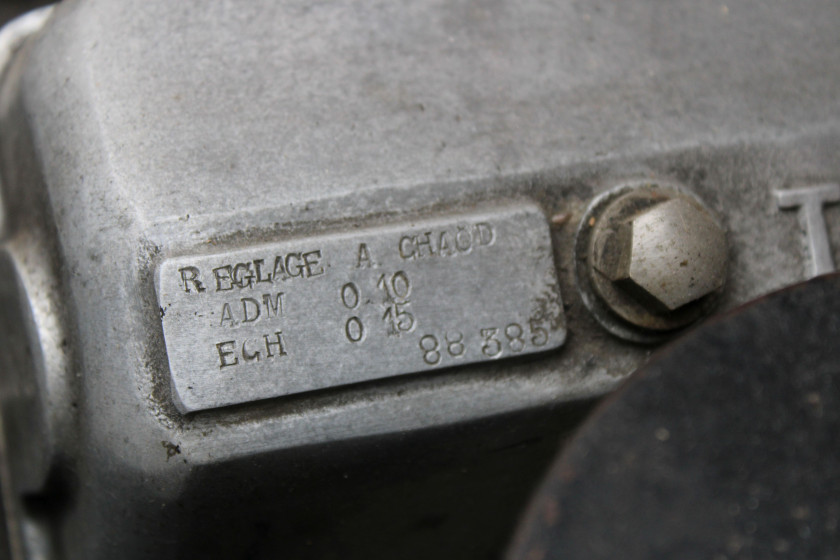 REGLAGE A CHAUD
ADM 0.10
ECH 0 15
88 385
T